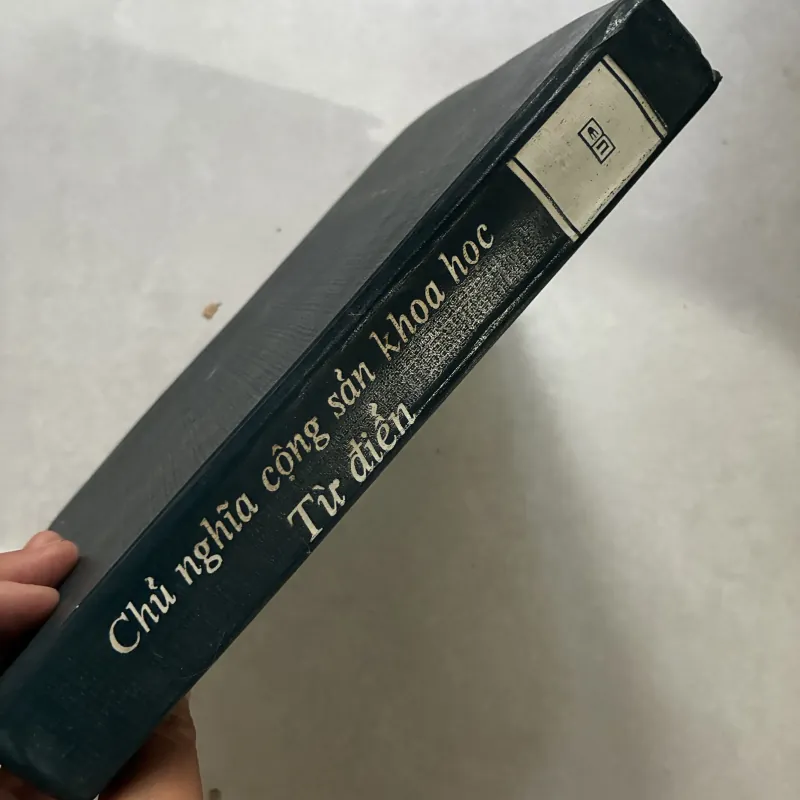 Chủ nghĩa cộng sản khoa học
Từ điển